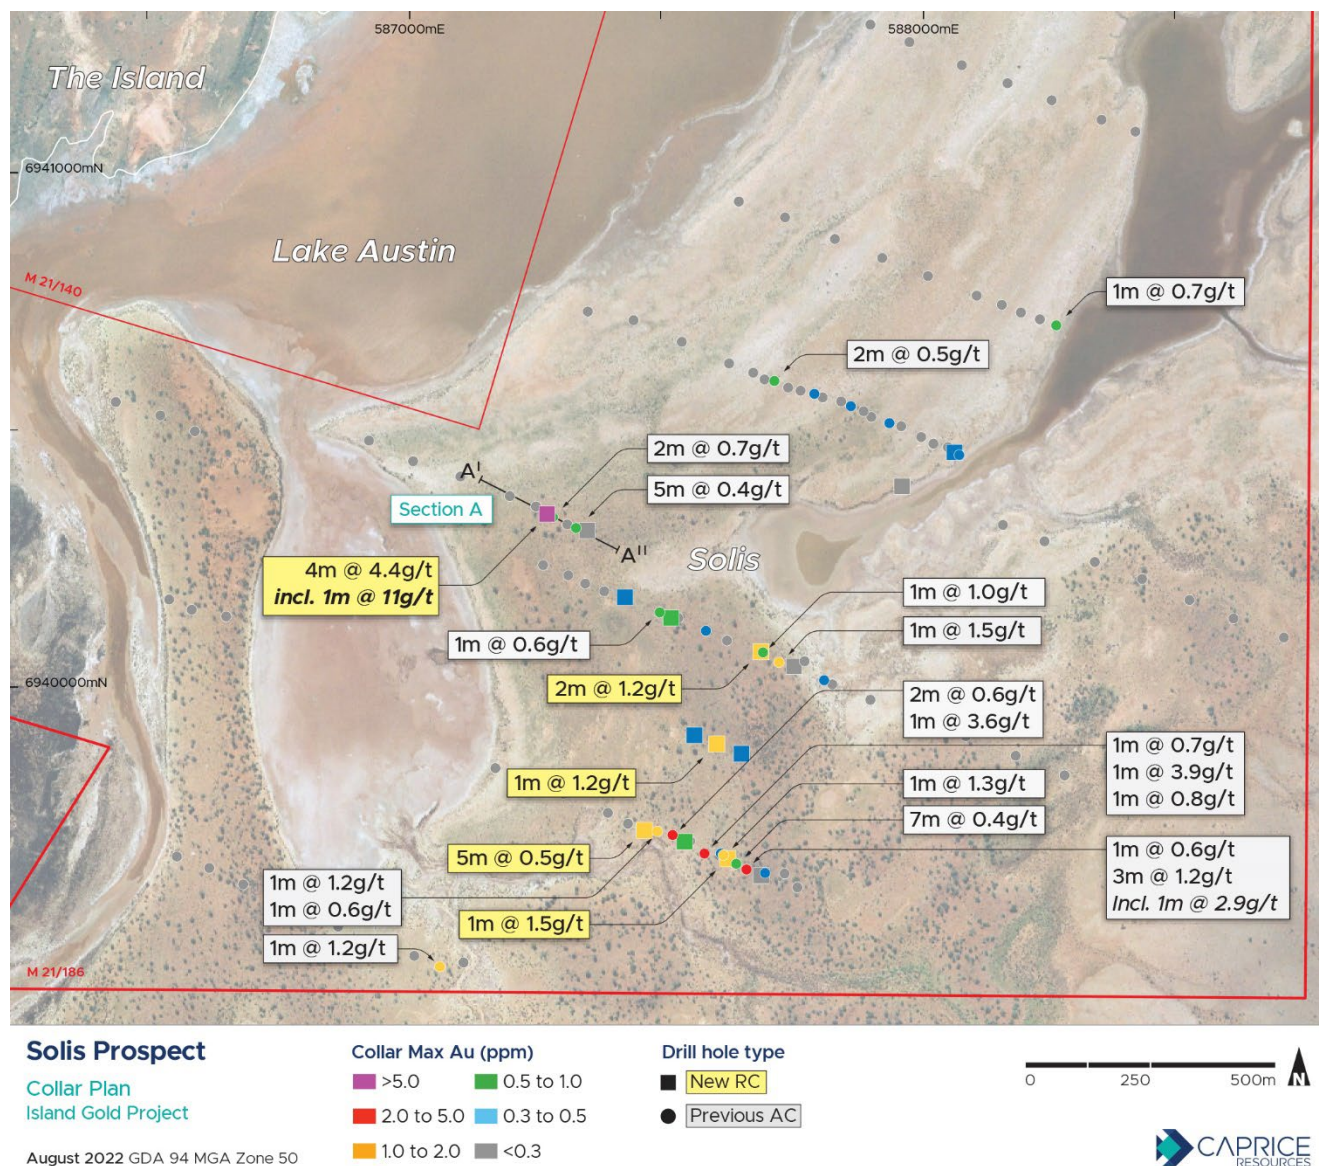 587000mE
588000mE
The Island
6941000mN
Lake Austin
M 21/140
1m @ 0.7g/t
2m @ 0.5g/t
2m @ 0.7g/t
A'
5m @ 0.4g/t
Section A
A''
Solis
4m @ 4.4g/t
incl. 1m @ 11g/t
1m @ 1.0g/t
1m @ 1.5g/t
1m @ 0.6g/t
2m @ 1.2g/t
6940000mN
2m @ 0.6g/t
1m @ 3.6g/t
1m @ 0.7g/t
1m @ 3.9g/t
1m @ 0.8g/t
1m @ 1.2g/t
1m @ 1.3g/t
7m @ 0.4g/t
5m @ 0.5g/t
1m @ 0.6g/t
3m @ 1.2g/t
Incl. 1m @ 2.9g/t
1m @ 1.2g/t
1m @ 0.6g/t
1m @ 1.5g/t
1m @ 1.2g/t
M 21/186
Solis Prospect
Collar Plan
Island Gold Project
August 2022 GDA 94 MGA Zone 50
Collar Max Au (ppm)
>5.0
0.5 to 1.0
2.0 to 5.0
0.3 to 0.5
1.0 to 2.0
<0.3
Drill hole type
New RC
Previous AC
0
250
500m
N
CAPRICE
RESOURCES